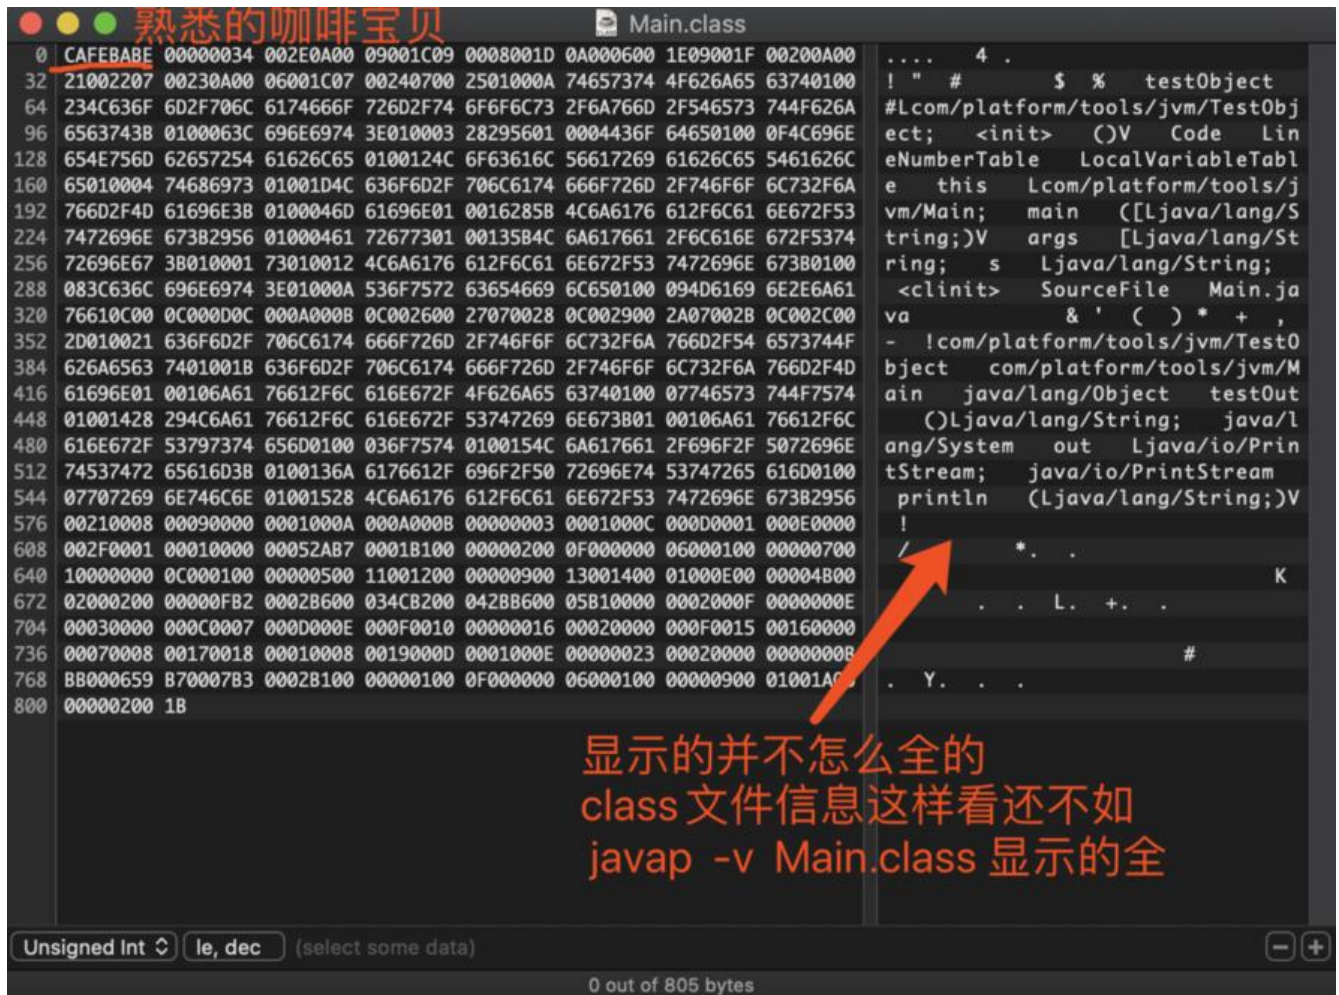 熟悉的咖啡宝贝
Main.class
0 CAFEBABE 00000034 002E0A00 09001C09 0008001D 0A000600 1E09001F 00200A00 .... 4 .
32 21002207 00230A00 06001C07 00240700 2501000A 74657374 4F626A65 63740100 ! " # $ % testObject
64 234C636F 6D2F706C 6174666F 726D2F74 6F6F6C73 2F6A766D 2F546573 744F626A #Lcom/platform/tools/jvm/TestObj
96 6563743B 0100063C 696E6974 3E010003 28295601 0004436F 64650100 0F4C696E ect; <init> ()V Code Lin
128 654E756D 62657254 61626C65 0100124C 6F63616C 56617269 61626C65 5461626C eNumberTable LocalVariableTabl
160 65010004 74686973 01001D4C 636F6D2F 706C6174 666F726D 2F746F6F 6C732F6A e this Lcom/platform/tools/j
192 766D2F4D 61696E3B 0100046D 61696E01 0016285B 4C6A6176 612F6C61 6E672F53 vm/Main; main ([Ljava/lang/S
224 7472696E 673B2956 01000461 72677301 00135B4C 6A617661 2F6C616E 672F5374 tring;)V args [Ljava/lang/St
256 72696E67 3B010001 73010012 4C6A6176 612F6C61 6E672F53 7472696E 673B0100 ring; s Ljava/lang/String;
288 083C636C 696E6974 3E01000A 536F7572 63654669 6C650100 094D6169 6E2E6A61 <clinit> SourceFile Main.ja
320 76610C00 0C000D0C 000A000B 0C002600 27070028 0C002900 2A07002B 0C002C00 va & ' ( ) * + ,
352 2D010021 636F6D2F 706C6174 666F726D 2F746F6F 6C732F6A 766D2F54 6573744F - !com/platform/tools/jvm/TestO
384 626A6563 7401001B 636F6D2F 706C6174 666F726D 2F746F6F 6C732F6A 766D2F4D bject com/platform/tools/jvm/M
416 61696E01 00106A61 76612F6C 616E672F 4F626A65 63740100 07746573 744F7574 ain java/lang/Object testOut
448 01001428 294C6A61 76612F6C 616E672F 53747269 6E673B01 00106A61 76612F6C ()Ljava/lang/String; java/l
480 616E672F 53797374 656D0100 036F7574 0100154C 6A617661 2F696F2F 5072696E ang/System out Ljava/io/Prin
512 74537472 65616D3B 0100136A 6176612F 696F2F50 72696E74 53747265 616D0100 tStream; java/io/PrintStream
544 07707269 6E746C6E 01001528 4C6A6176 612F6C61 6E672F53 7472696E 673B2956 println (Ljava/lang/String;)V
576 00210008 00090000 0001000A 000A000B 00000003 0001000C 000D0001 000E0000 !
608 002F0001 00010000 00052AB7 0001B100 00000200 0F000000 06000100 00000700 / *. .
640 10000000 0C000100 00000500 11001200 00000900 13001400 01000E00 00004B00 K
672 02000200 00000FB2 0002B600 034CB200 042BB600 05B10000 0002000F 0000000E . . L. +. .
704 00030000 000C0007 000D000E 000F0010 00000016 00020000 000F0015 00160000
736 00070008 00170018 00010008 0019000D 0001000E 00000023 00020000 0000000B #
768 BB000659 B70007B3 0002B100 00000100 0F000000 06000100 00000900 . Y. . .
800 00000200 1B
显示的并不怎么全的
class文件信息这样看还不如
javap -v Main.class 显示的全
Unsigned Int le, dec (select some data)
0 out of 805 bytes